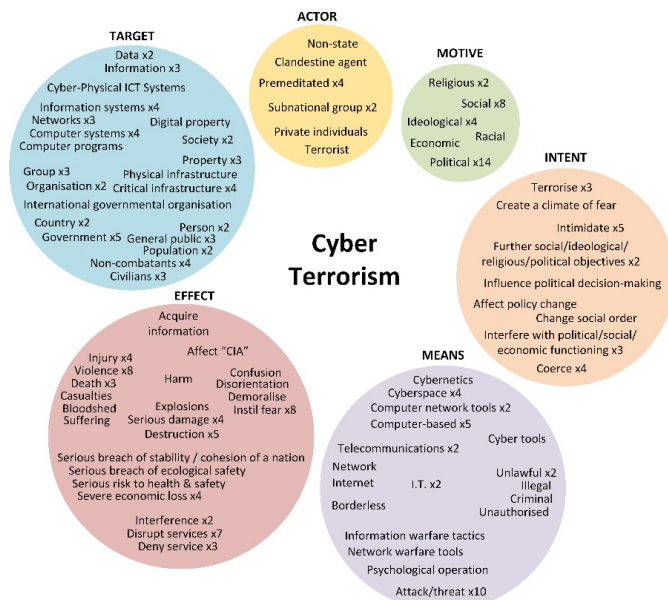 ACTOR
Non-state
Clandestine agent
Premeditated x4
Subnational group x2
Private individuals
Terrorist
TARGET
Data x2
Information x3
Cyber-Physical ICT Systems
Information systems x4
Networks x3
Digital property
Computer systems x4
Computer programs
Society x2
Property x3
Group x3
Physical infrastructure
Organisation x2
Critical infrastructure x4
International governmental organisation
Country x2
Person x2
Government x5
General public x3
Population x2
Non-combatants x4
Civilians x3
MOTIVE
Religious x2
Social x8
Ideological x4
Economic
Racial
Political x14
INTENT
Terrorise x3
Create a climate of fear
Intimidate x5
Further social/ideological/
religious/political objectives x2
Influence political decision-making
Affect policy change
Change social order
Interfere with political/social/
economic functioning x3
Coerce x4
Cyber
Terrorism
EFFECT
Acquire
information
Affect "CIA"
Injury x4
Violence x8
Death x3
Casualties
Bloodshed
Suffering
Harm
Confusion
Disorientation
Demoralise
Instil fear x8
Explosions
Serious damage x4
Destruction x5
Serious breach of stability / cohesion of a nation
Serious breach of ecological safety
Serious risk to health & safety
Severe economic loss x4
Interference x2
Disrupt services x7
Deny service x3
MEANS
Cybernetics
Cyberspace x4
Computer network tools x2
Computer-based x5
Cyber tools
Telecommunications x2
Network
Internet
I.T. x2
Borderless
Unlawful x2
Illegal
Criminal
Unauthorised
Information warfare tactics
Network warfare tools
Psychological operation
Attack/threat x10